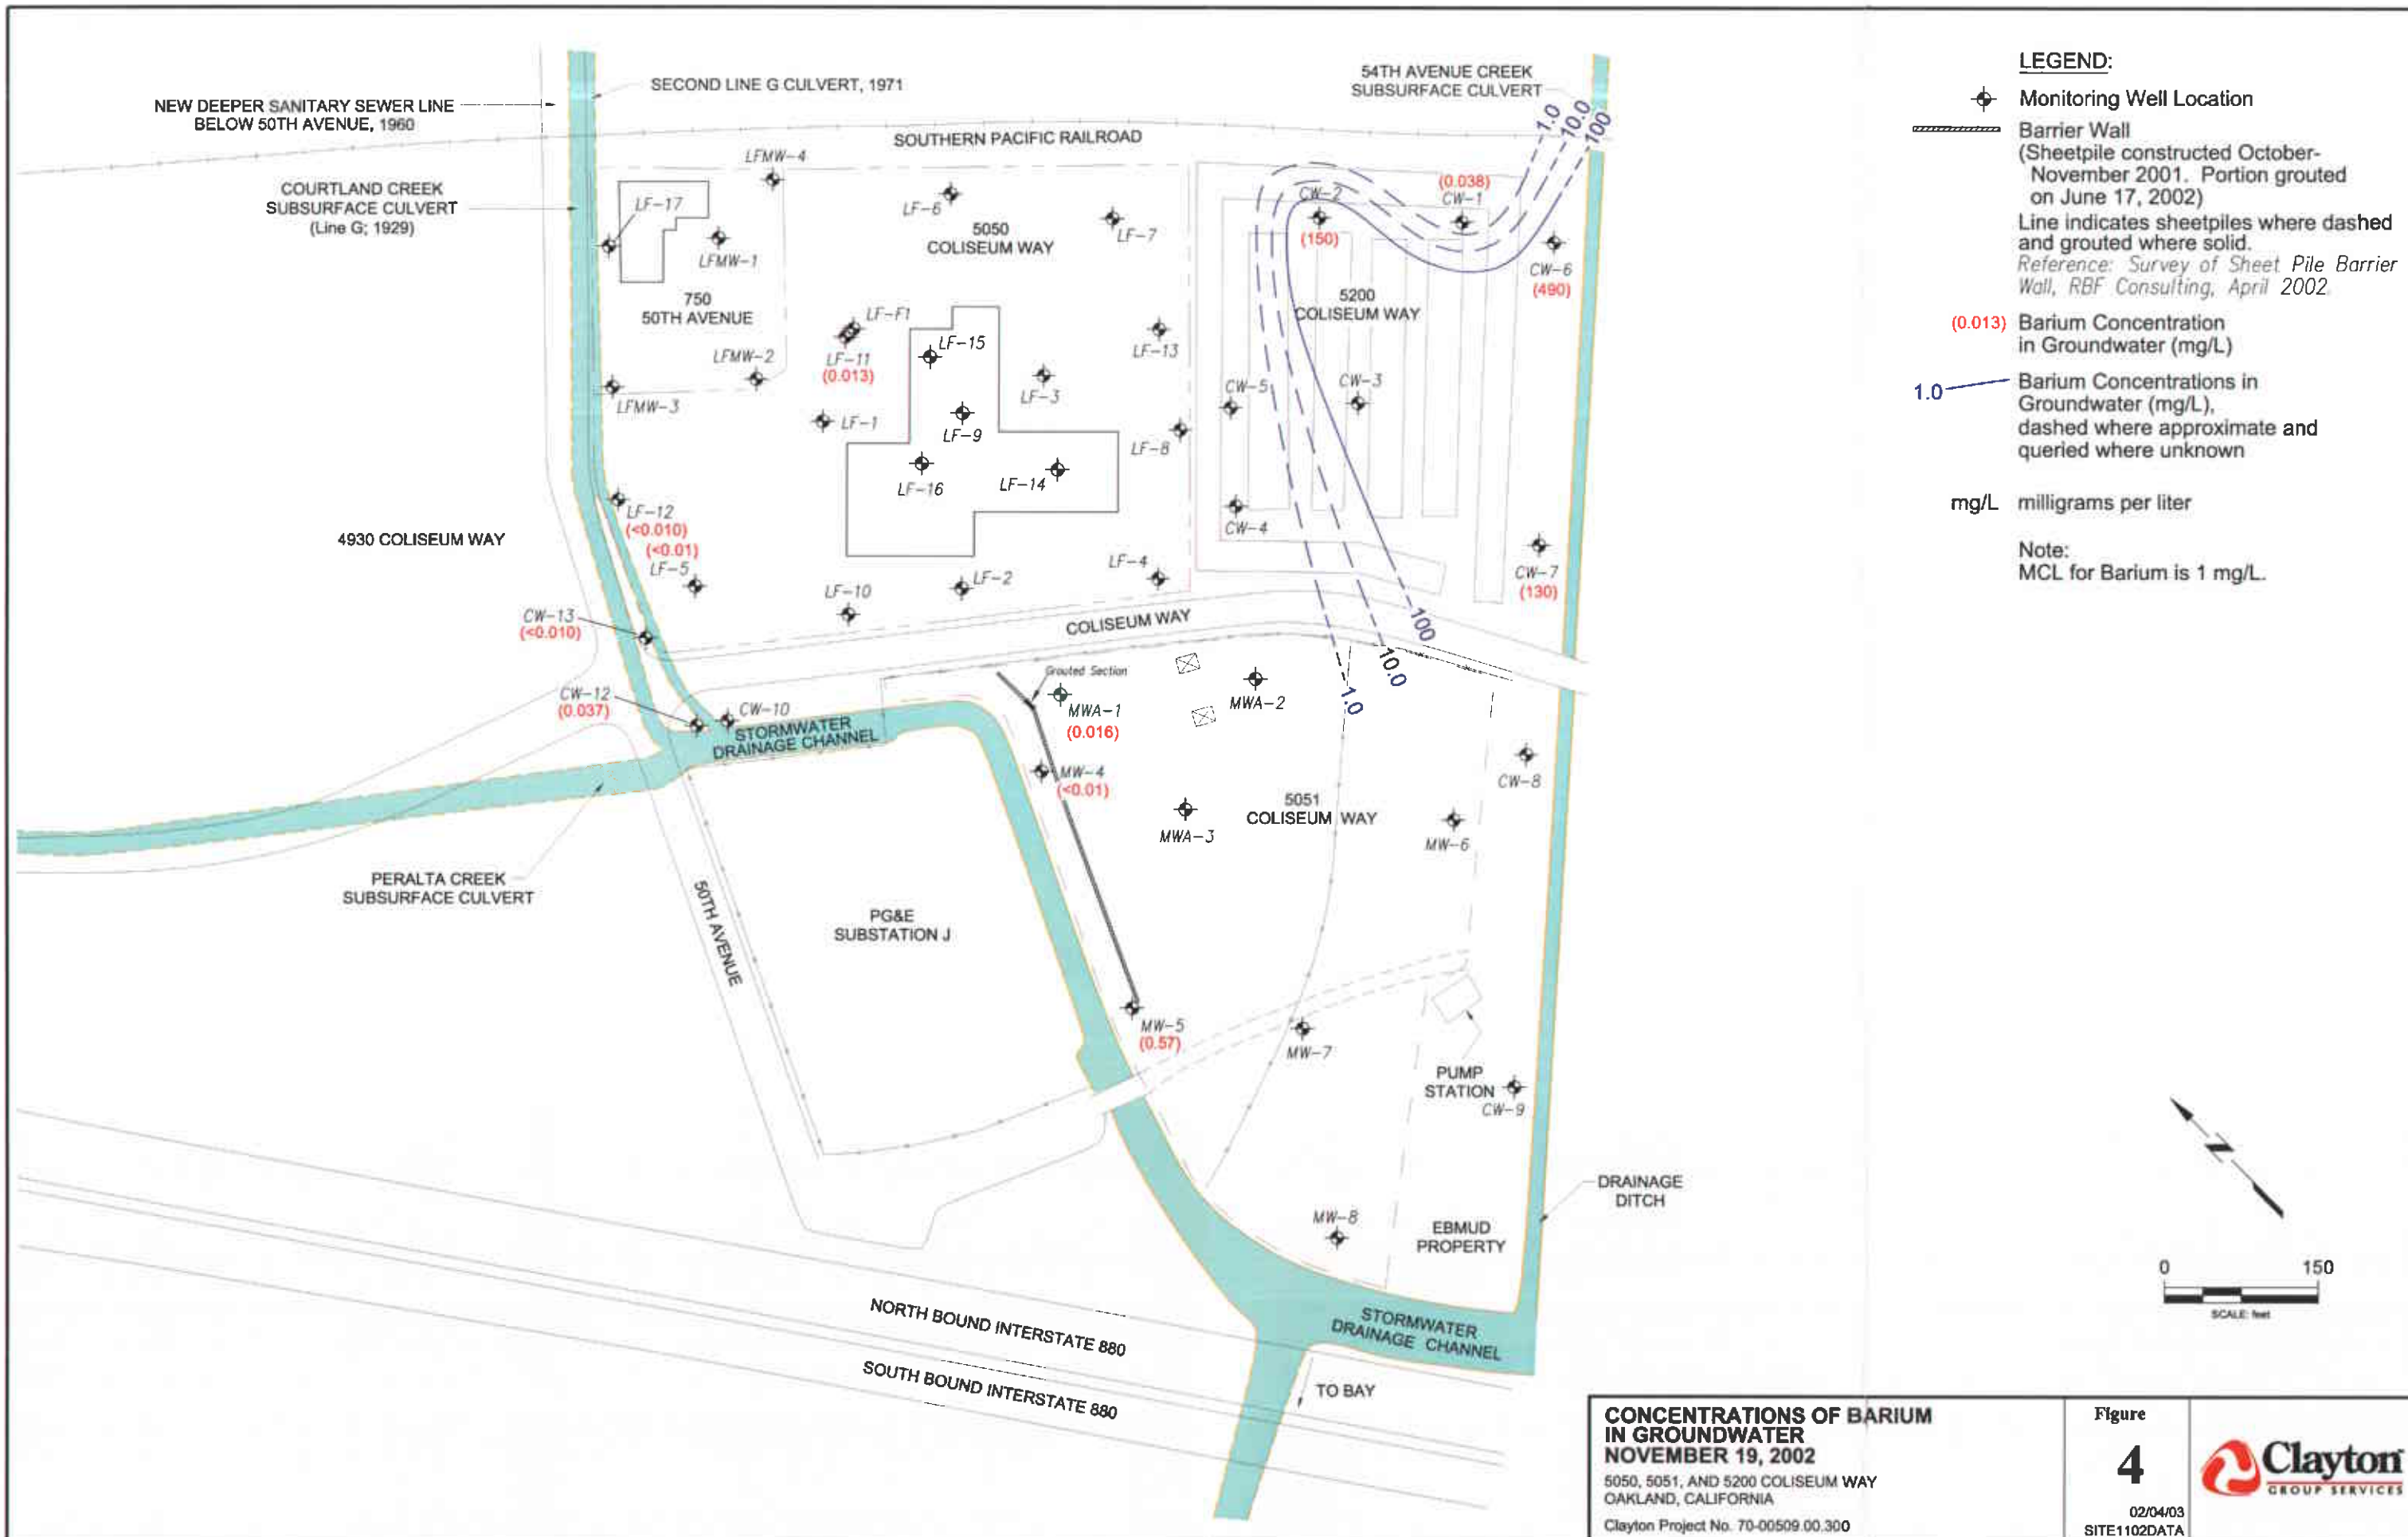 NEW DEEPER SANITARY SEWER LINE
BELOW 50TH AVENUE, 1960
SECOND LINE G CULVERT, 1971
54TH AVENUE CREEK
SUBSURFACE CULVERT
SOUTHERN PACIFIC RAILROAD
COURTLAND CREEK
SUBSURFACE CULVERT
(Line G; 1929)
1.0
10.0
100
LFMW-4
LF-17
LFMW-1
LF-6
5050
COLISEUM WAY
LF-7
CW-2
(150)
(0.038)
CW-1
CW-6
(490)
750
50TH AVENUE
5200
COLISEUM WAY
LF-F1
LF-11
(0.013)
LF-15
LF-13
LFMW-2
LFMW-3
LF-3
CW-5
CW-3
LF-1
LF-9
LF-8
LF-16
LF-14
LF-12
(<0.010)
CW-4
4930 COLISEUM WAY
(<0.01)
LF-5
LF-2
LF-4
LF-10
CW-7
(130)
CW-13
(<0.010)
COLISEUM WAY
100
10.0
1.0
Grouted Section
CW-12
(0.037)
CW-10
MWA-1
(0.016)
MWA-2
STORMWATER
DRAINAGE CHANNEL
MW-4
(<0.01)
MWA-3
5051
COLISEUM WAY
CW-8
MW-6
PERALTA CREEK
SUBSURFACE CULVERT
50TH AVENUE
PG&E
SUBSTATION J
MW-5
(0.57)
MW-7
PUMP
STATION
CW-9
DRAINAGE
DITCH
MW-8
EBMUD
PROPERTY
NORTH BOUND INTERSTATE 880
SOUTH BOUND INTERSTATE 880
STORMWATER
DRAINAGE CHANNEL
TO BAY
LEGEND:
Monitoring Well Location
Barrier Wall
(Sheetpile constructed October-
November 2001. Portion grouted
on June 17, 2002)
Line indicates sheetpiles where dashed
and grouted where solid.
Reference: Survey of Sheet Pile Barrier
Wall, RBF Consulting, April 2002.
(0.013) Barium Concentration
in Groundwater (mg/L)
1.0 Barium Concentrations in
Groundwater (mg/L),
dashed where approximate and
queried where unknown
mg/L milligrams per liter
Note:
MCL for Barium is 1 mg/L.
N
0 150
SCALE: feet
CONCENTRATIONS OF BARIUM
IN GROUNDWATER
NOVEMBER 19, 2002
5050, 5051, AND 5200 COLISEUM WAY
OAKLAND, CALIFORNIA
Clayton Project No. 70-00509.00.300
Figure
4
02/04/03
SITE1102DATA
Clayton
GROUP SERVICES